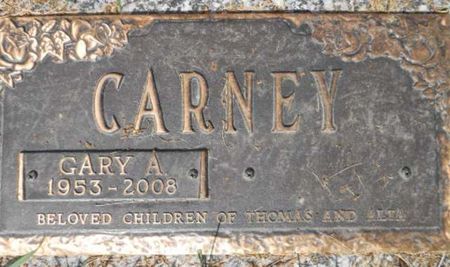 CARNEY
GARY A.
1953-2008
BELOVED CHILDREN OF THOMAS AND ALTA